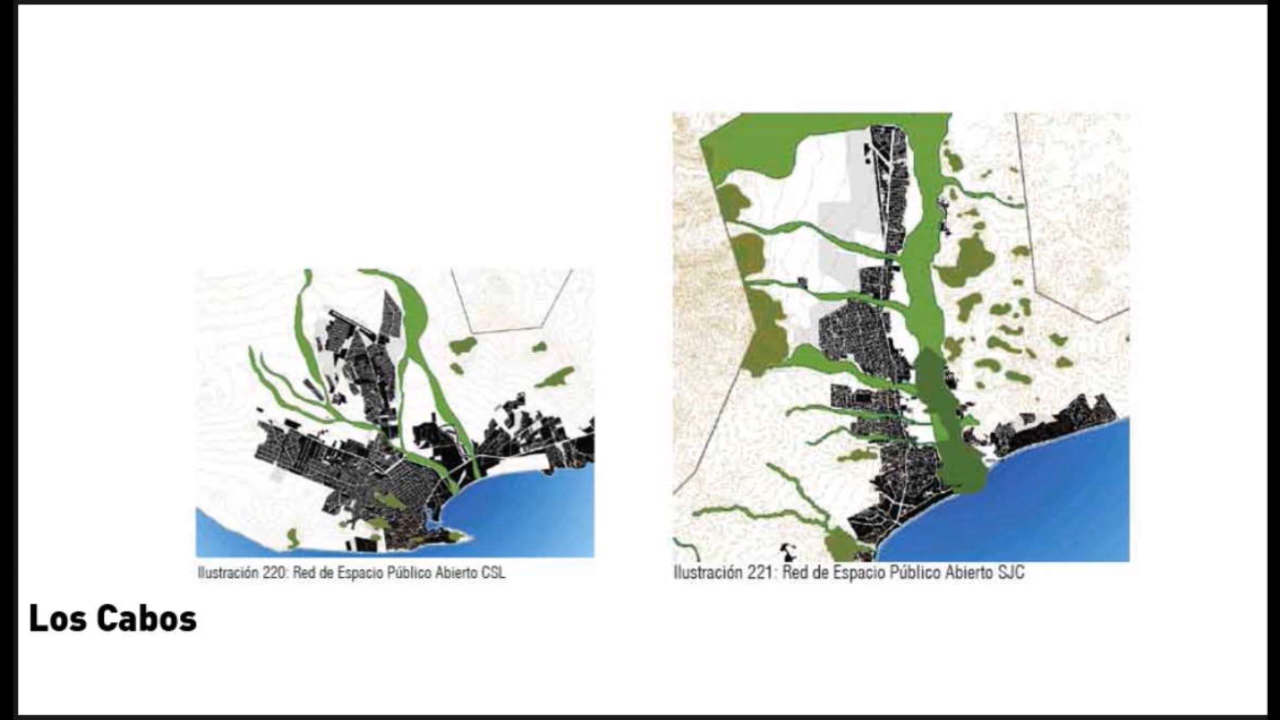 Ilustración 220: Red de Espacio Público Abierto CSL
Ilustración 221: Red de Espacio Público Abierto SJC
Los Cabos